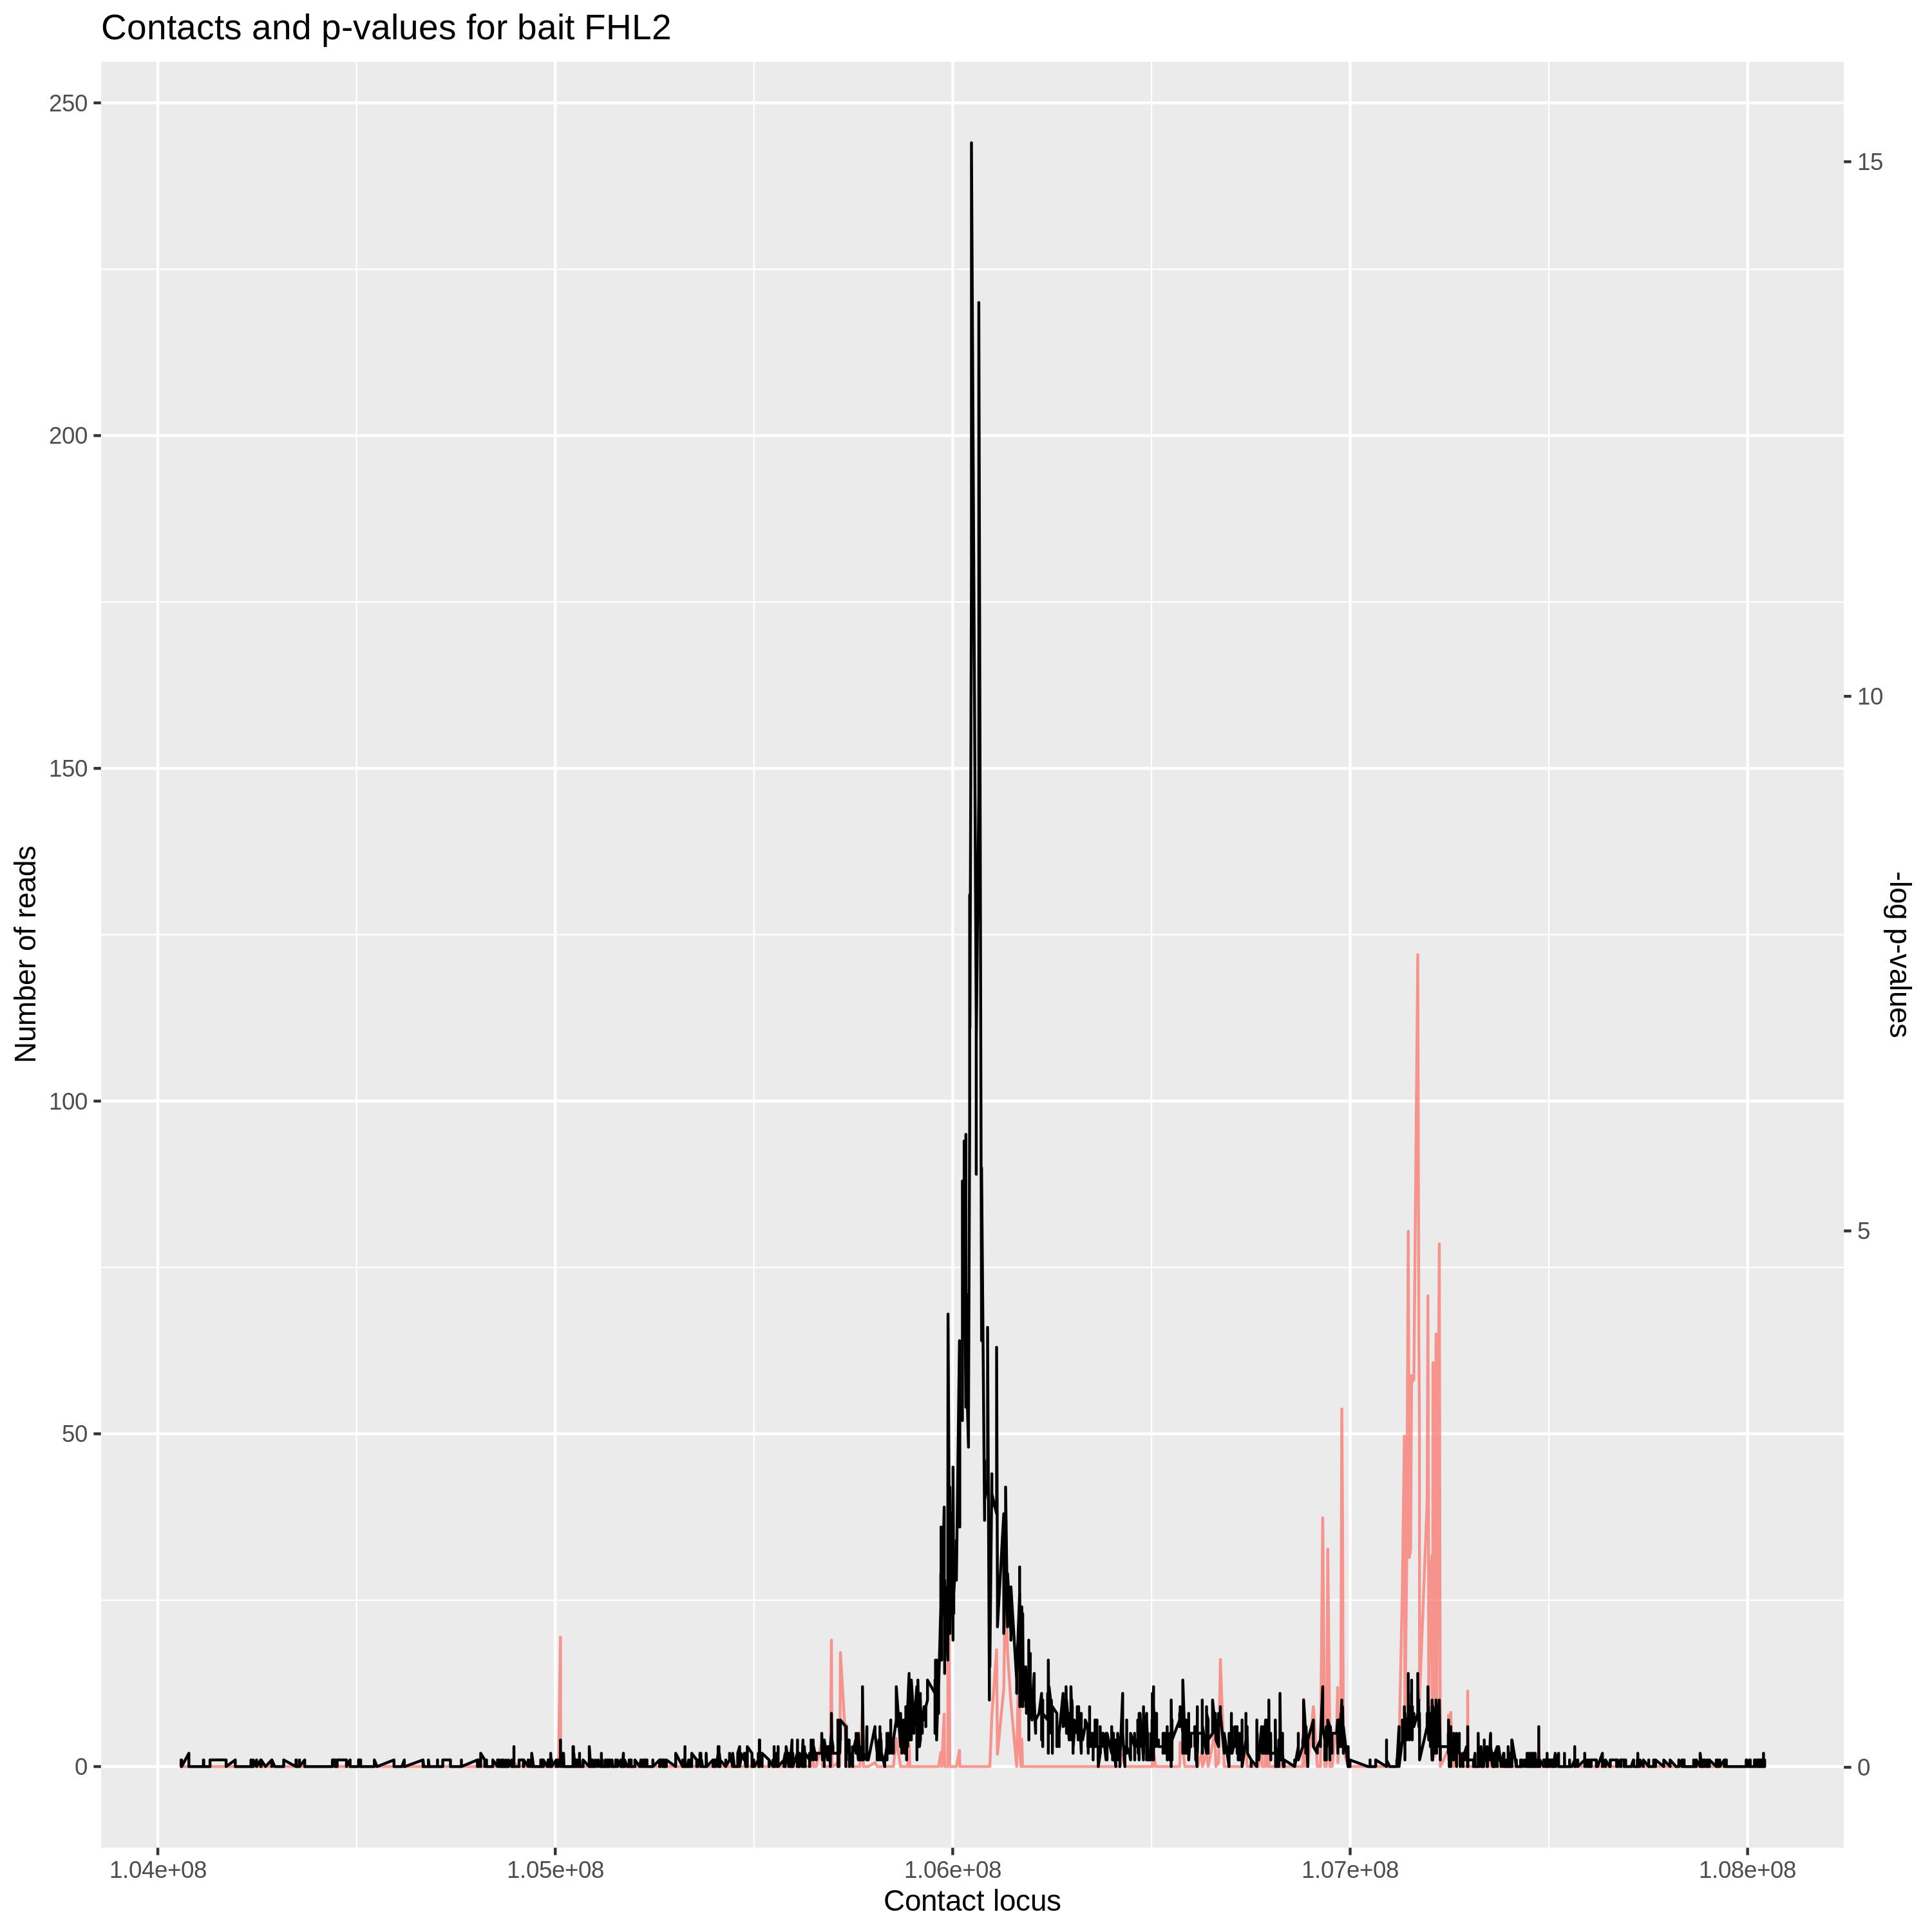 Contacts and p-values for bait FHL2
250
200
150
100
50
0
Number of reads
15
10
5
0
-log p-values
1.04e+08
1.05e+08
1.06e+08
1.07e+08
1.08e+08
Contact locus